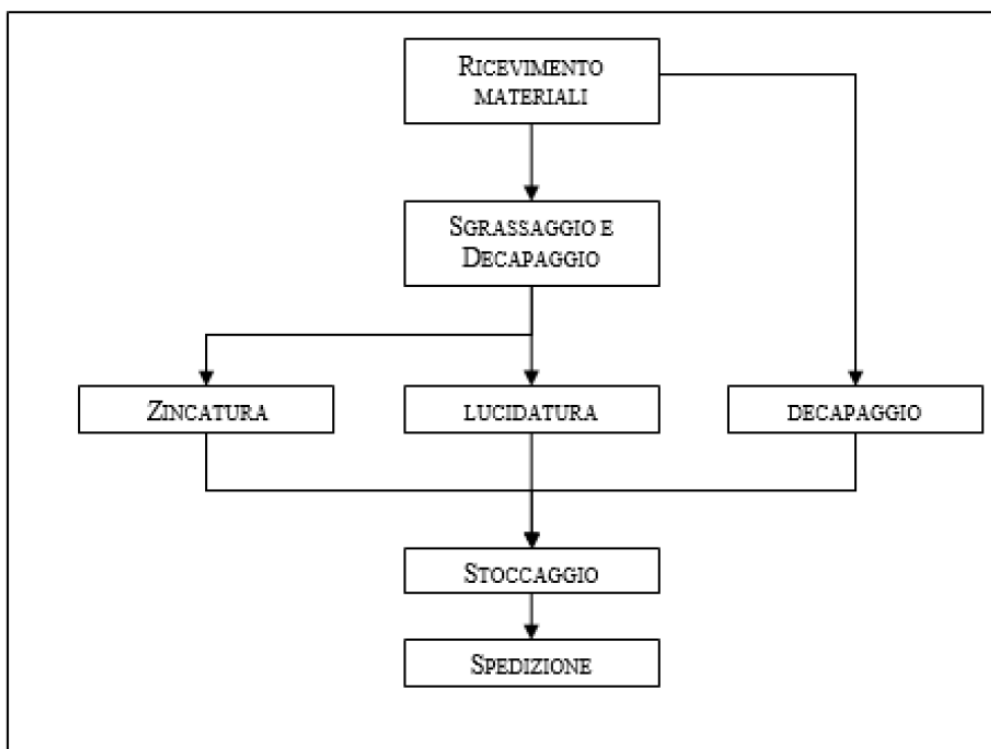 RICEVIMENTO
MATERIALI
SGRASSAGGIO E
DECAPAGGIO
ZINCATURA
LUCIDATURA
DECAPAGGIO
STOCCAGGIO
SPEDIZIONE